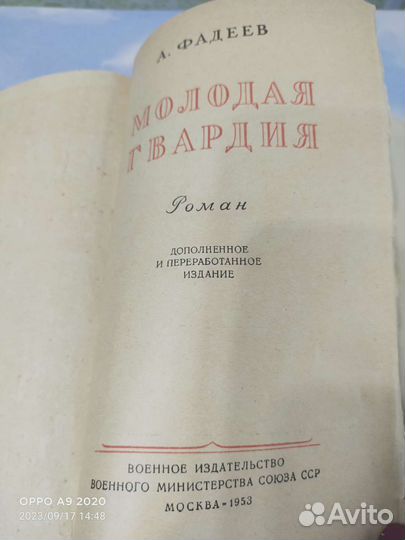 А. ФАДЕЕВ
МОЛОДАЯ
ГВАРДИЯ
Роман
ДОПОЛНЕННОЕ
И ПЕРЕРАБОТАННОЕ
ИЗДАНИЕ
ВОЕННОЕ ИЗДАТЕЛЬСТВО
ВОЕННОГО МИНИСТЕРСТВА СОЮЗА ССР
МОСКВА–1953
OPPO A9 2020
2023/09/17 14:48
Avito